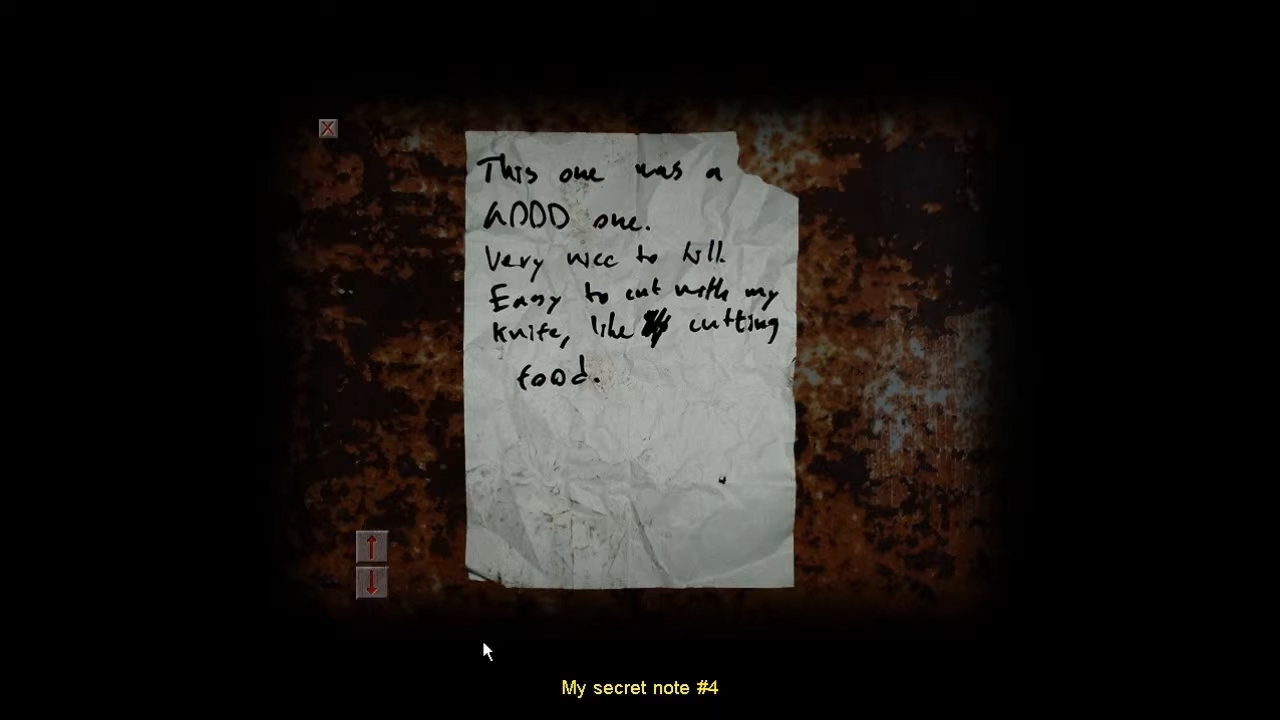 This one was a
GOOD one.
Very nice to kill.
Easy to cut with my
knife, like cutting
food.
My secret note #4